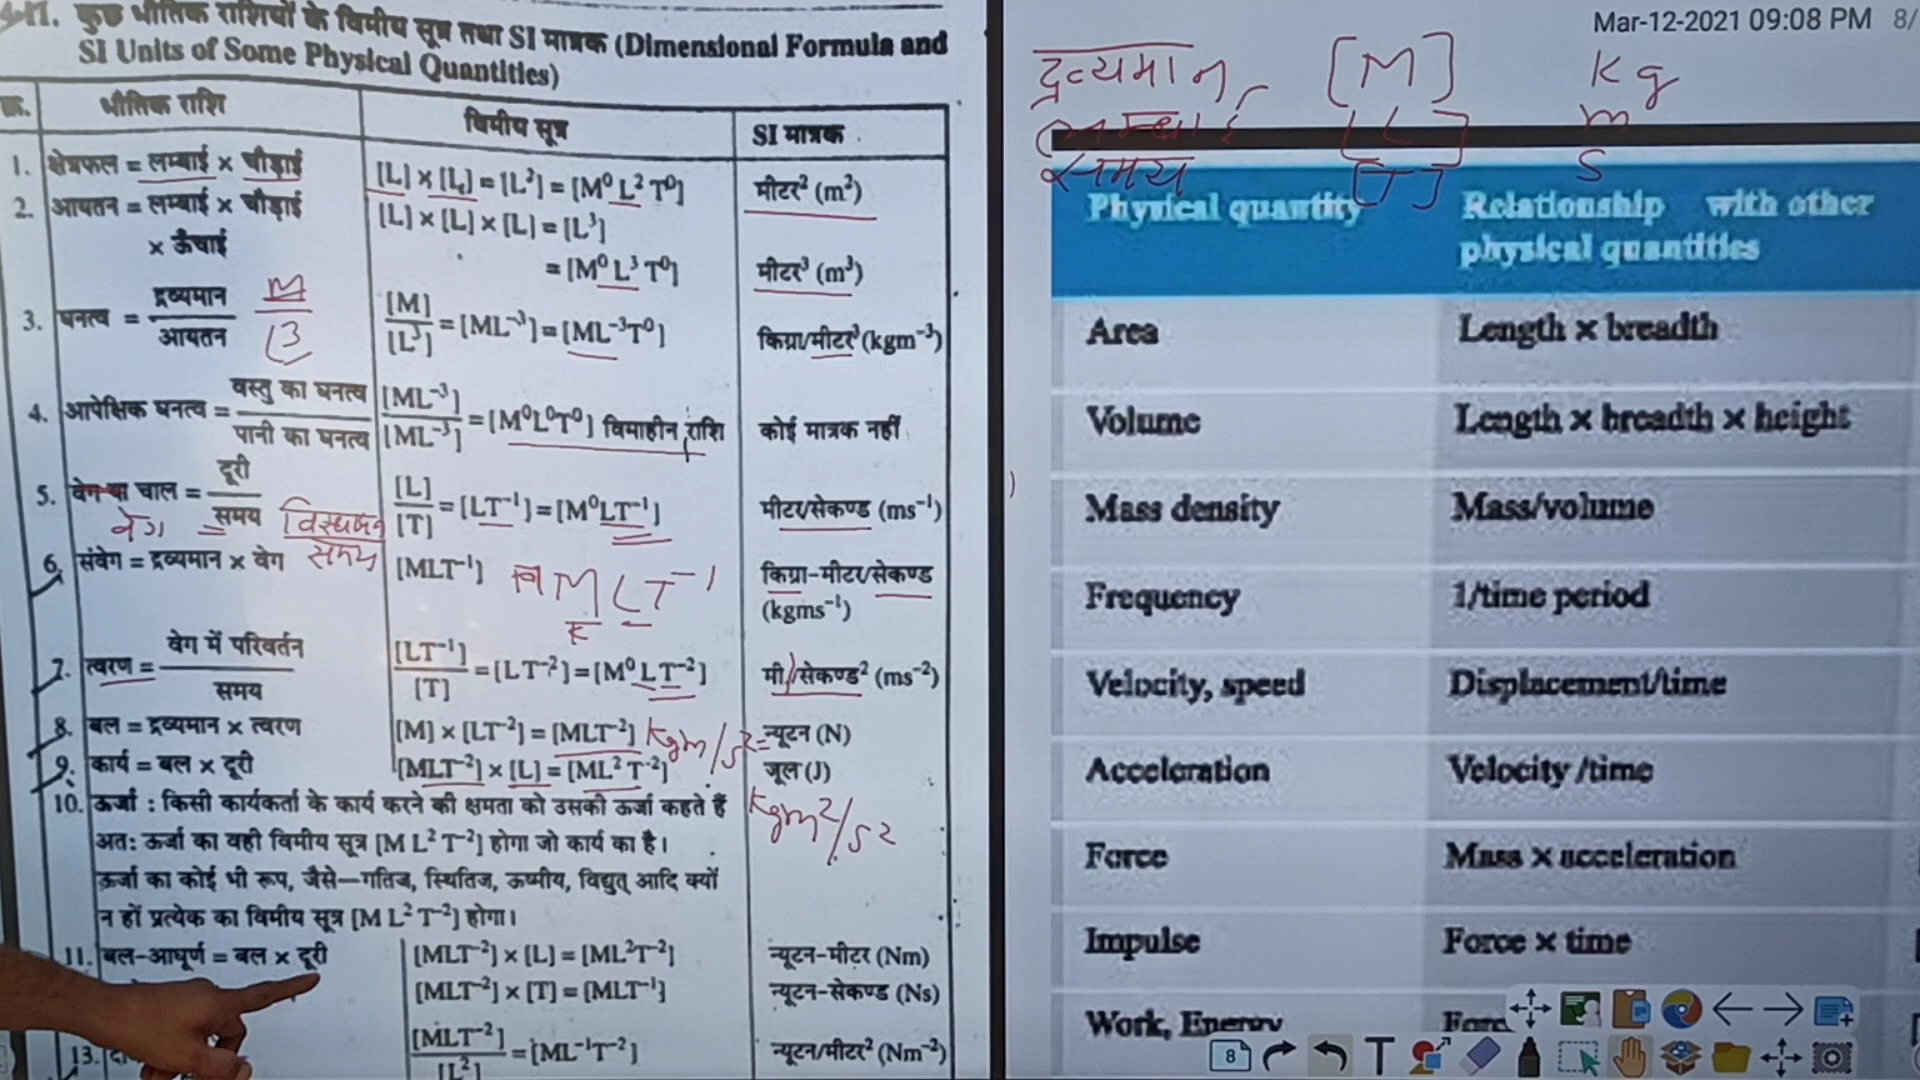 कुछ भौतिक राशियों के विमीय सूत्र तथा SI मात्रक (Dimensional Formula and
SI Units of Some Physical Quantities)
क्र. भौतिक राशि विमीय सूत्र SI मात्रक
1. क्षेत्रफल = लम्बाई × चौड़ाई [L] × [L] = [L²] = [M⁰ L² T⁰] मीटर² (m²)
2. आयतन = लम्बाई × चौड़ाई [L] × [L] × [L] = [L³]
× ऊँचाई = [M⁰ L³ T⁰] मीटर³ (m³)
3. घनत्व = द्रव्यमान / आयतन M / L3 [M] / [L³] = [ML⁻³] = [ML⁻³T⁰] किग्रा/मीटर³ (kgm⁻³)
4. आपेक्षिक घनत्व = वस्तु का घनत्व / पानी का घनत्व [ML⁻³] / [ML⁻³] = [M⁰L⁰T⁰] विमाहीन राशि कोई मात्रक नहीं
5. वेग या चाल = दूरी / समय [L] / [T] = [LT⁻¹] = [M⁰LT⁻¹] मीटर/सेकण्ड (ms⁻¹)
वेग = विस्थापन / समय
6. संवेग = द्रव्यमान × वेग [MLT⁻¹] MLT⁻¹ किग्रा-मीटर/सेकण्ड
(kgms⁻¹)
7. त्वरण = वेग में परिवर्तन / समय [LT⁻¹] / [T] = [LT⁻²] = [M⁰LT⁻²] मी/सेकण्ड² (ms⁻²)
8. बल = द्रव्यमान × त्वरण [M] × [LT⁻²] = [MLT⁻²] Kgm/s² = न्यूटन (N)
9. कार्य = बल × दूरी [MLT⁻²] × [L] = [ML²T⁻²] जूल (J)
Kgm²/s²
10. ऊर्जा : किसी कार्यकर्ता के कार्य करने की क्षमता को उसकी ऊर्जा कहते हैं
अतः ऊर्जा का वही विमीय सूत्र [M L² T⁻²] होगा जो कार्य का है।
ऊर्जा का कोई भी रूप, जैसे—गतिज, स्थितिज, ऊष्मीय, विद्युत् आदि क्यों
न हों प्रत्येक का विमीय सूत्र [M L² T⁻²] होगा।
11. बल-आघूर्ण = बल × दूरी [MLT⁻²] × [L] = [ML²T⁻²] न्यूटन-मीटर (Nm)
[MLT⁻²] × [T] = [MLT⁻¹] न्यूटन-सेकण्ड (Ns)
13. [MLT⁻²] / [L²] = [ML⁻¹T⁻²] न्यूटन/मीटर² (Nm⁻²)
Mar-12-2021 09:08 PM 8/
द्रव्यमान [M] Kg
लम्बाई [L] m
समय [T] s
Physical quantity Relationship with other
physical quantities
Area Length × breadth
Volume Length × breadth × height
Mass density Mass/volume
Frequency 1/time period
Velocity, speed Displacement/time
Acceleration Velocity /time
Force Mass × acceleration
Impulse Force × time
Work, Energy
8